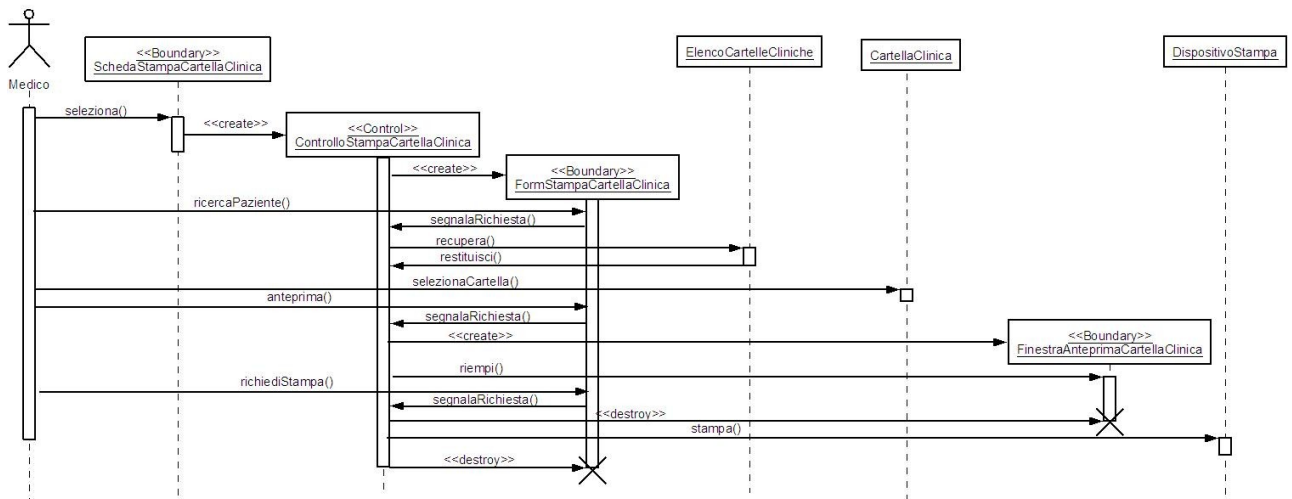 <<Boundary>>
SchedaStampaCartellaClinica
ElencoCartelleCliniche
CartellaClinica
DispositivoStampa
Medico
seleziona()
<<create>>
<<Control>>
ControlloStampaCartellaClinica
<<create>>
<<Boundary>>
FormStampaCartellaClinica
ricercaPaziente()
segnalaRichiesta()
recupera()
restituisci()
selezionaCartella()
anteprima()
segnalaRichiesta()
<<create>>
<<Boundary>>
FinestraAnteprimaCartellaClinica
riempi()
richiediStampa()
segnalaRichiesta()
<<destroy>>
stampa()
<<destroy>>